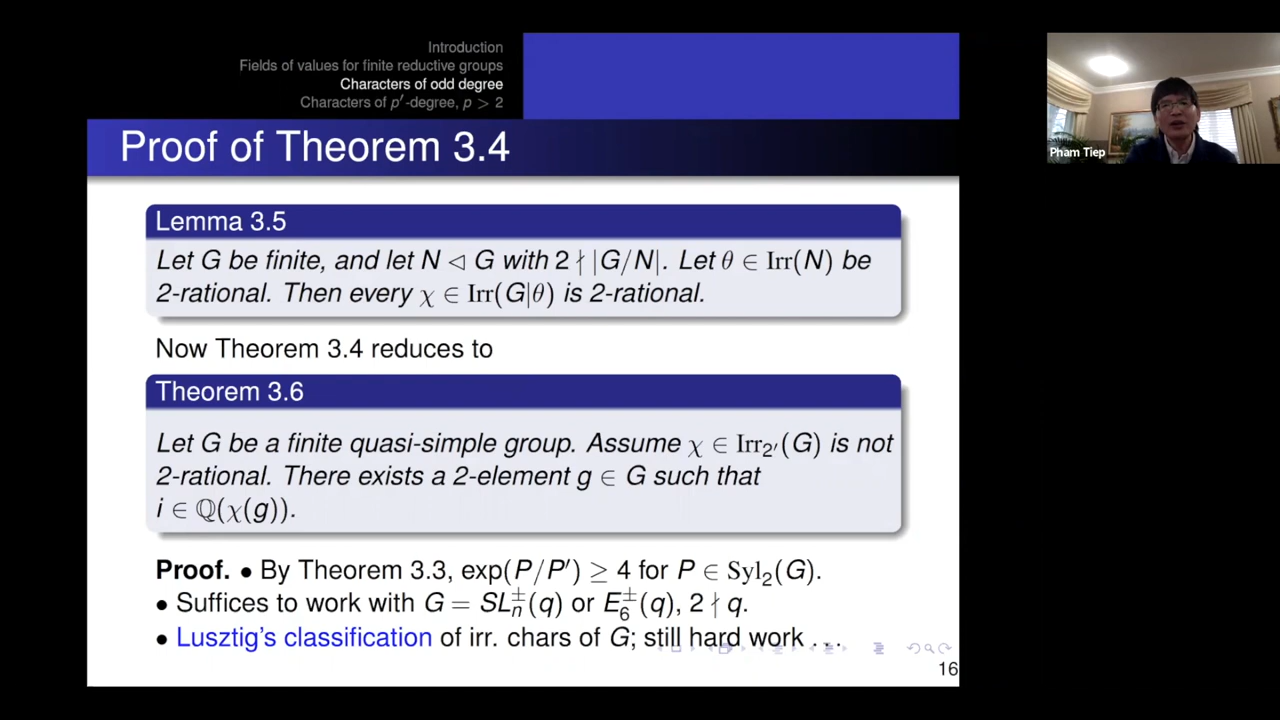 Introduction
Fields of values for finite reductive groups
Characters of odd degree
Characters of p′-degree, p > 2
Proof of Theorem 3.4
Lemma 3.5
Let G be finite, and let N ◁ G with 2 ∤ |G/N|. Let θ ∈ Irr(N) be
2-rational. Then every χ ∈ Irr(G|θ) is 2-rational.
Now Theorem 3.4 reduces to
Theorem 3.6
Let G be a finite quasi-simple group. Assume χ ∈ Irr₂′(G) is not
2-rational. There exists a 2-element g ∈ G such that
i ∈ ℚ(χ(g)).
Proof. • By Theorem 3.3, exp(P/P′) ≥ 4 for P ∈ Syl₂(G).
• Suffices to work with G = SLₙ±(q) or E₆±(q), 2 ∤ q.
• Lusztig's classification of irr. chars of G; still hard work ...
16
Pham Tiep